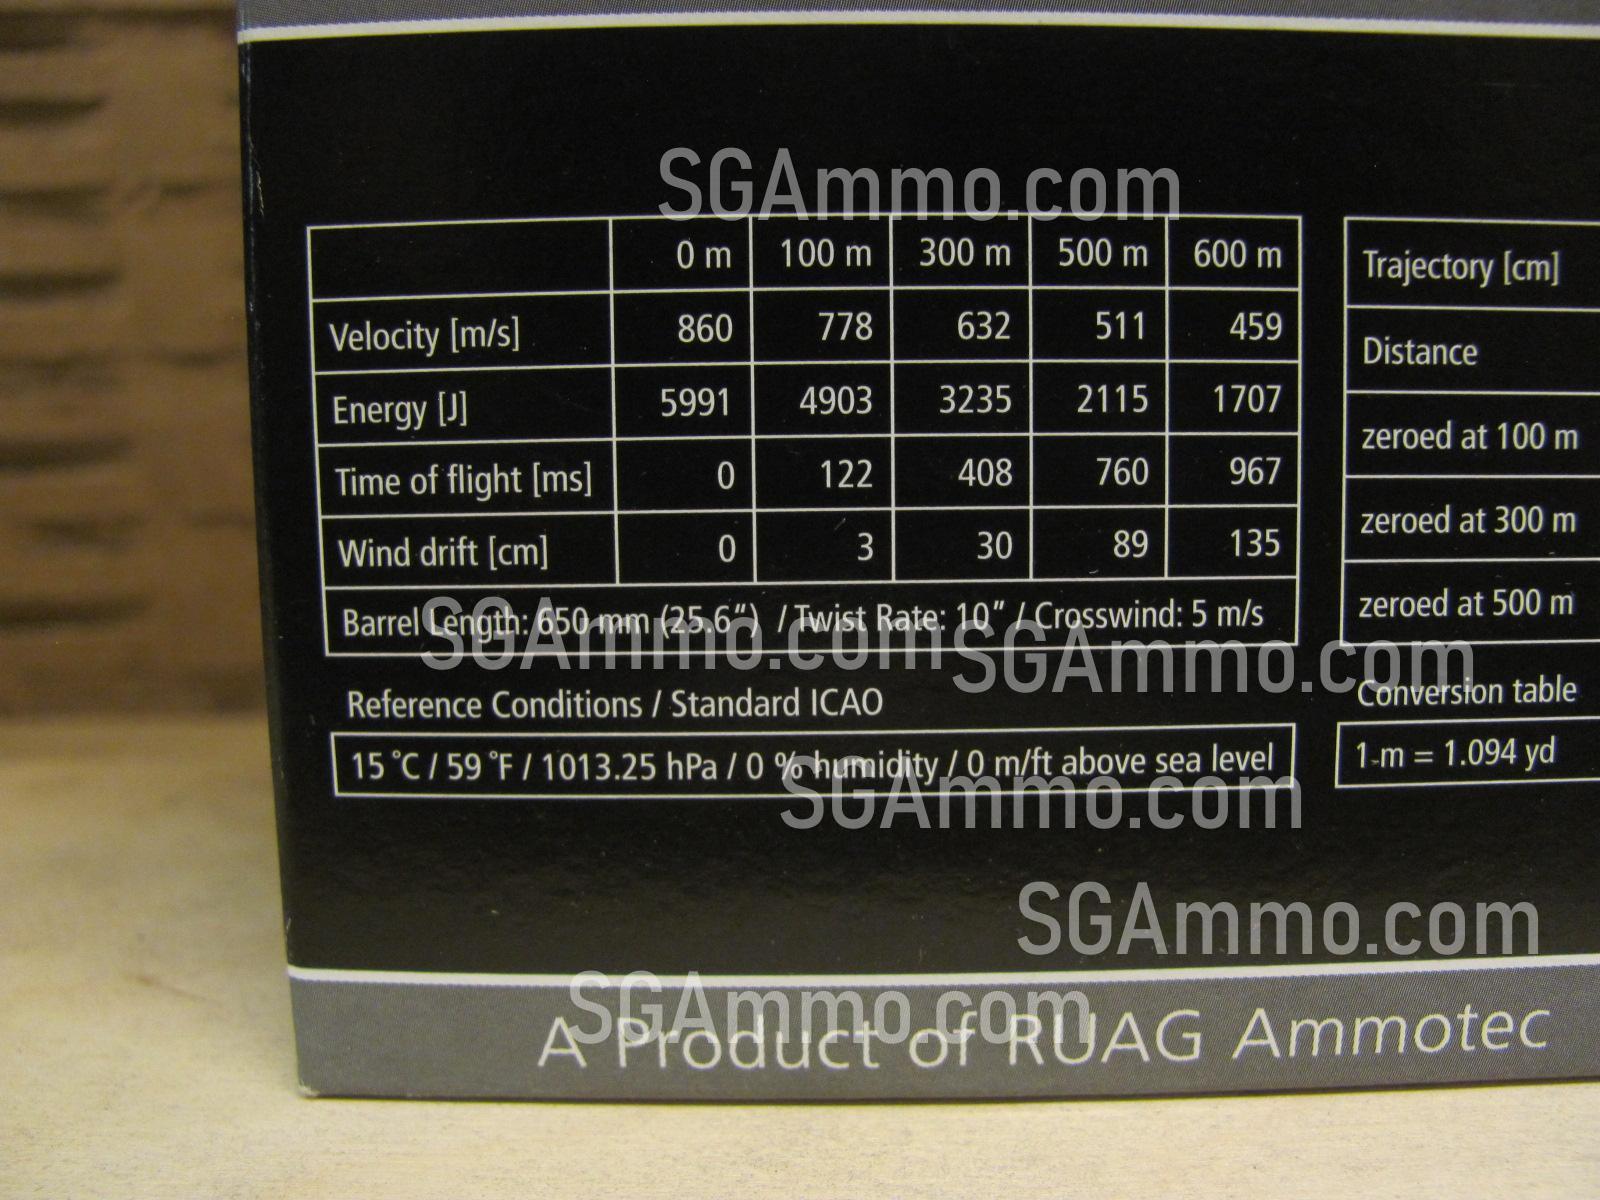 SGAmmo.com
0 m 100 m 300 m 500 m 600 m
Velocity [m/s] 860 778 632 511 459
Energy [J] 5991 4903 3235 2115 1707
Time of flight [ms] 0 122 408 760 967
Wind drift [cm] 0 3 30 89 135
Barrel Length: 650 mm (25.6“) / Twist Rate: 10” / Crosswind: 5 m/s
SGAmmo.com
SGAmmo.com
Reference Conditions / Standard ICAO
15 °C / 59 °F / 1013.25 hPa / 0 % humidity / 0 m/ft above sea level
SGAmmo.com
Trajectory [cm]
Distance
zeroed at 100 m
zeroed at 300 m
zeroed at 500 m
Conversion table
1 m = 1.094 yd
SGAmmo.com
SGAmmo.com
A Product of RUAG Ammotec